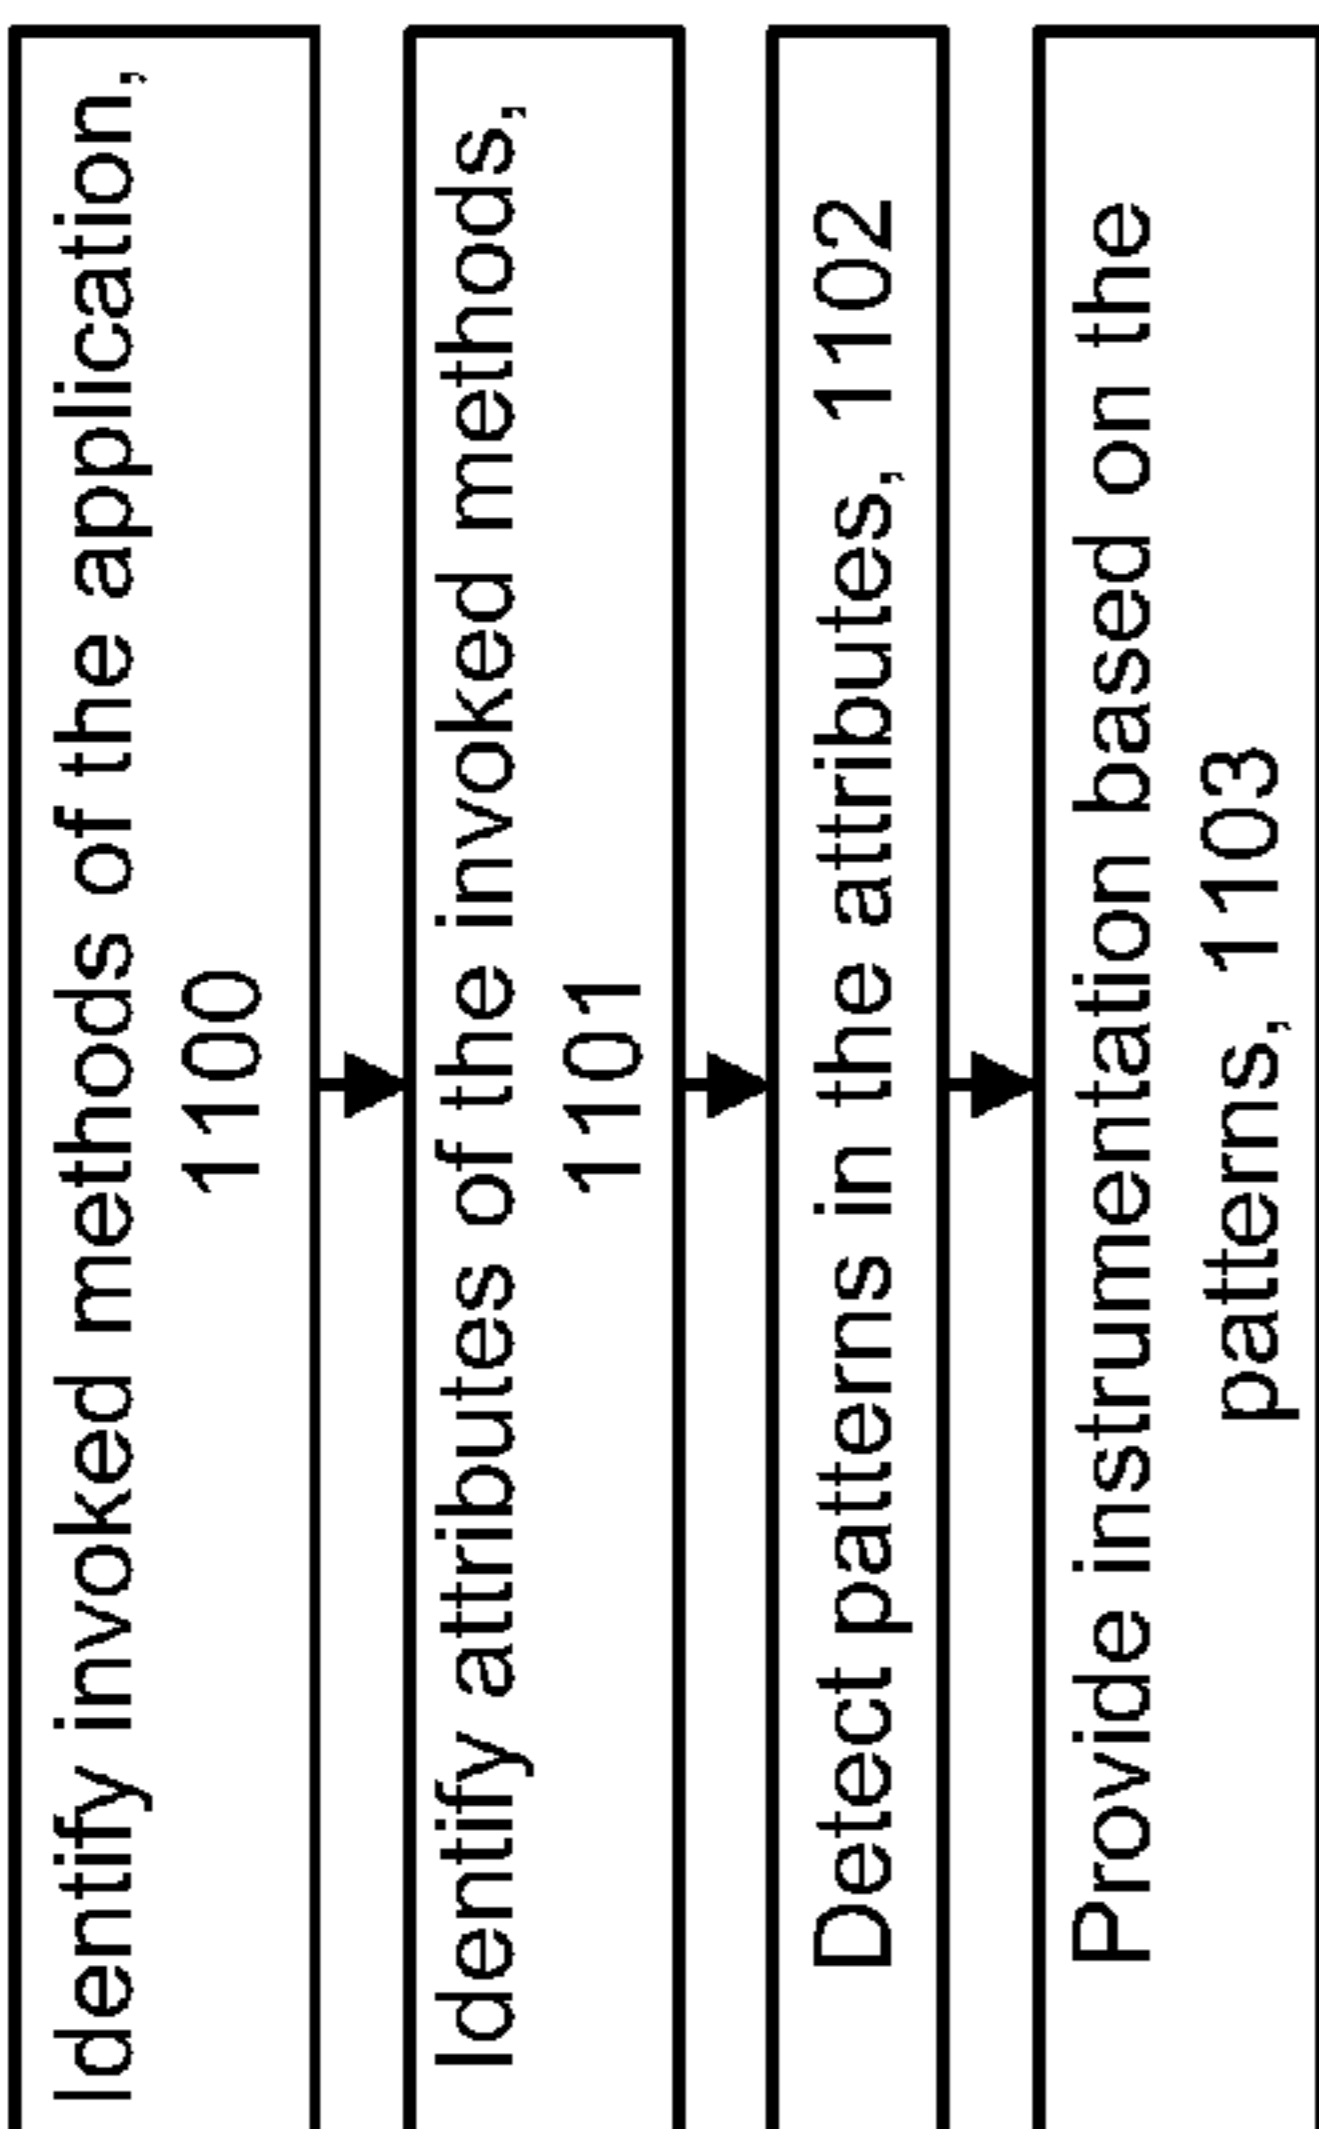 Identify invoked methods of the application,
1100
Identify attributes of the invoked methods,
1101
Detect patterns in the attributes, 1102
Provide instrumentation based on the
patterns, 1103